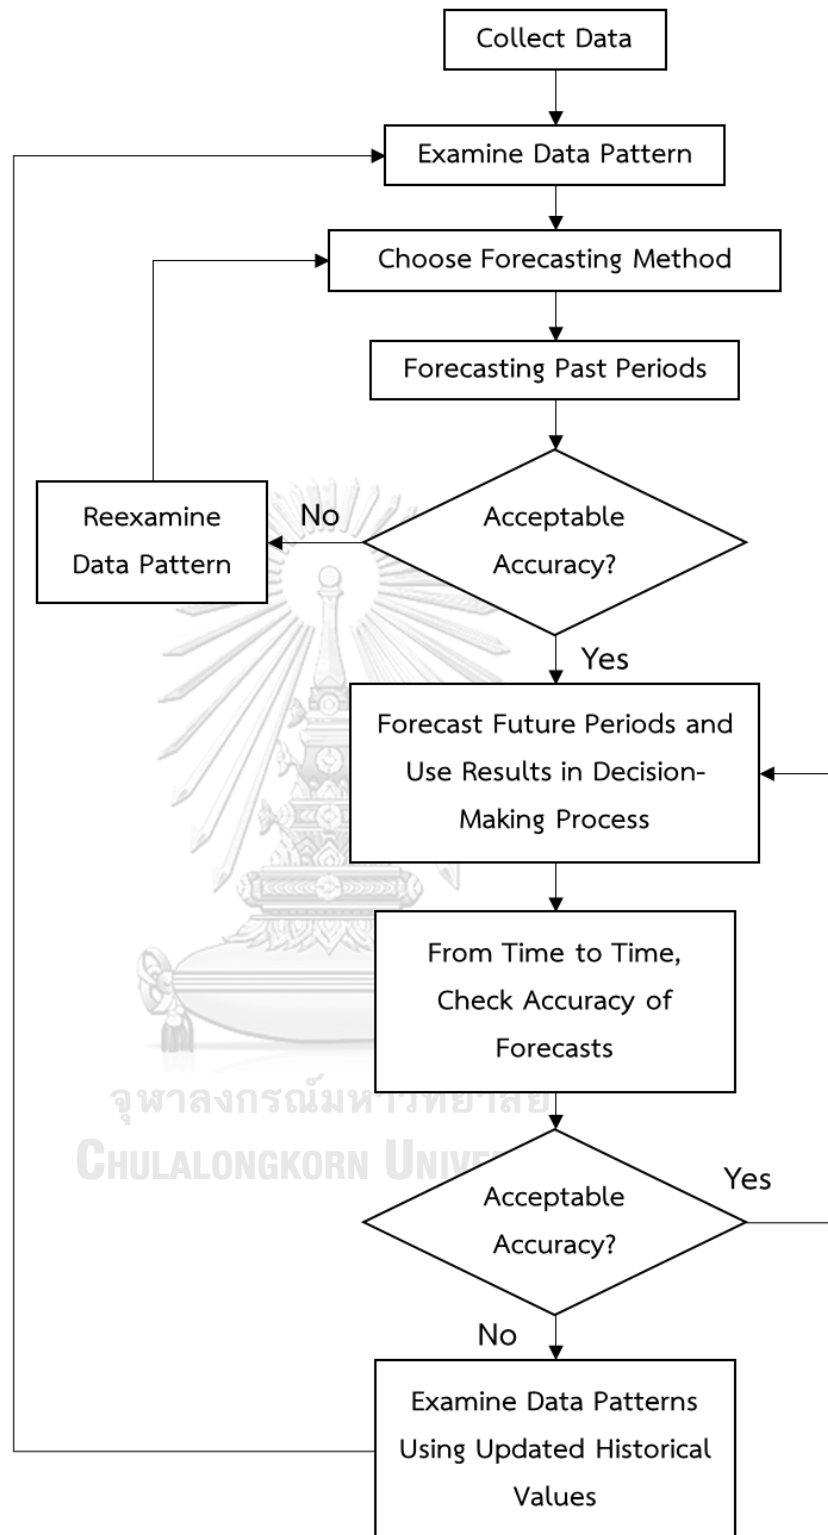 Collect Data
Examine Data Pattern
Choose Forecasting Method
Forecasting Past Periods
Acceptable
Accuracy?
No
Reexamine
Data Pattern
Yes
Forecast Future Periods and
Use Results in Decision-
Making Process
From Time to Time,
Check Accuracy of
Forecasts
จุฬาลงกรณ์มหาวิทยาลัย
CHULALONGKORN UNIVE
Acceptable
Accuracy?
Yes
No
Examine Data Patterns
Using Updated Historical
Values